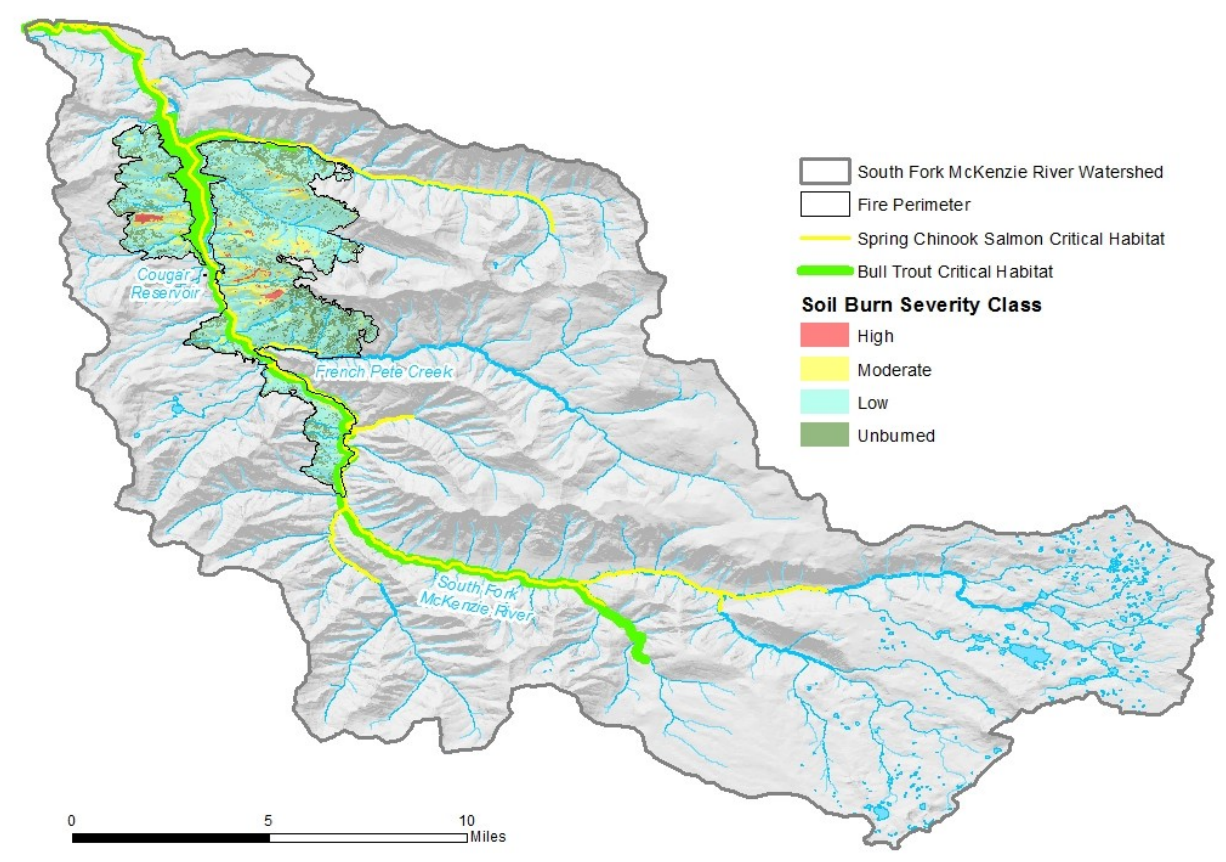 South Fork McKenzie River Watershed
Fire Perimeter
Spring Chinook Salmon Critical Habitat
Bull Trout Critical Habitat
Soil Burn Severity Class
High
Moderate
Low
Unburned
Cougar
Reservoir
French Pete Creek
South Fork
McKenzie River
0 5 10
Miles